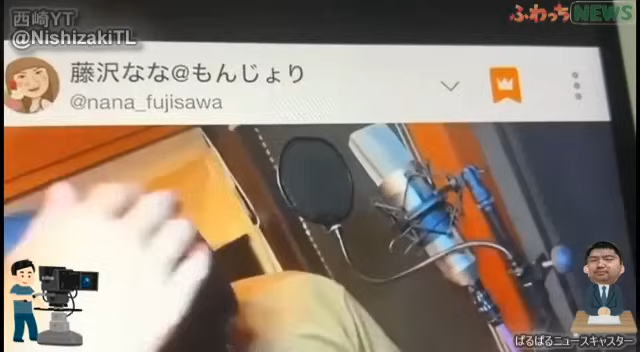 西崎YT
@NishizakiTL
ふわっちNEWS
藤沢なな@もんじょり
@nana_fujisawa
ぱるぱるニュースキャスター